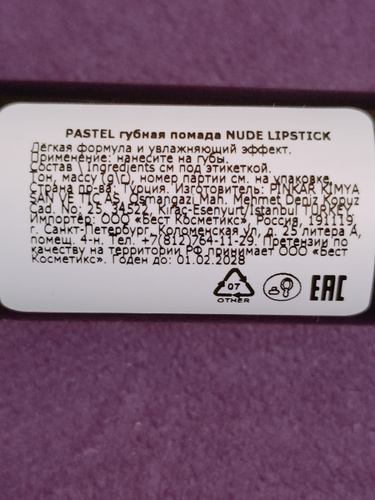 PASTEL губная помада NUDE LIPSTICK
Лёгкая формула и увлажняющий эффект.
Применение: нанесите на губы.
Состав \ Ingredients см под этикеткой.
Тон, массу (g\г), номер партии см. на упаковке.
Страна пр-ва: Турция. Изготовитель: PINKAR KIMYA
SAN VE TIC AS, Osmangazi Mah. Mehmet Deniz Kopuz
Cad. No: 25, 34522, Kirac-Esenyurt/Istanbul TURKEY
Импортер: ООО «Бест Косметикс», Россия, 191119,
г. Санкт-Петербург, Коломенская ул, д. 25 литера А,
помещ. 4-н. Тел. +7(812)764-11-29. Претензии по
качеству на территории РФ принимает ООО «Бест
Косметикс». Годен до: 01.02.2028
07
OTHER
EAC